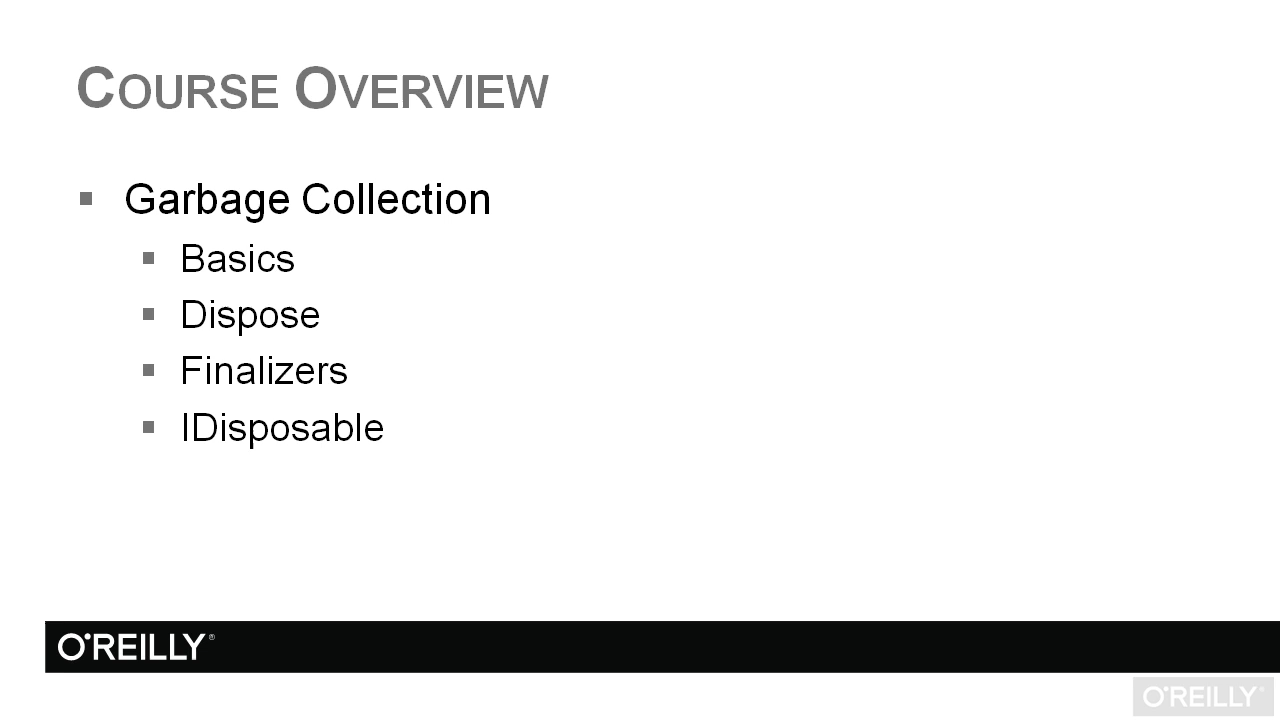 COURSE OVERVIEW
Garbage Collection
Basics
Dispose
Finalizers
IDisposable
O'REILLY®
O'REILLY®